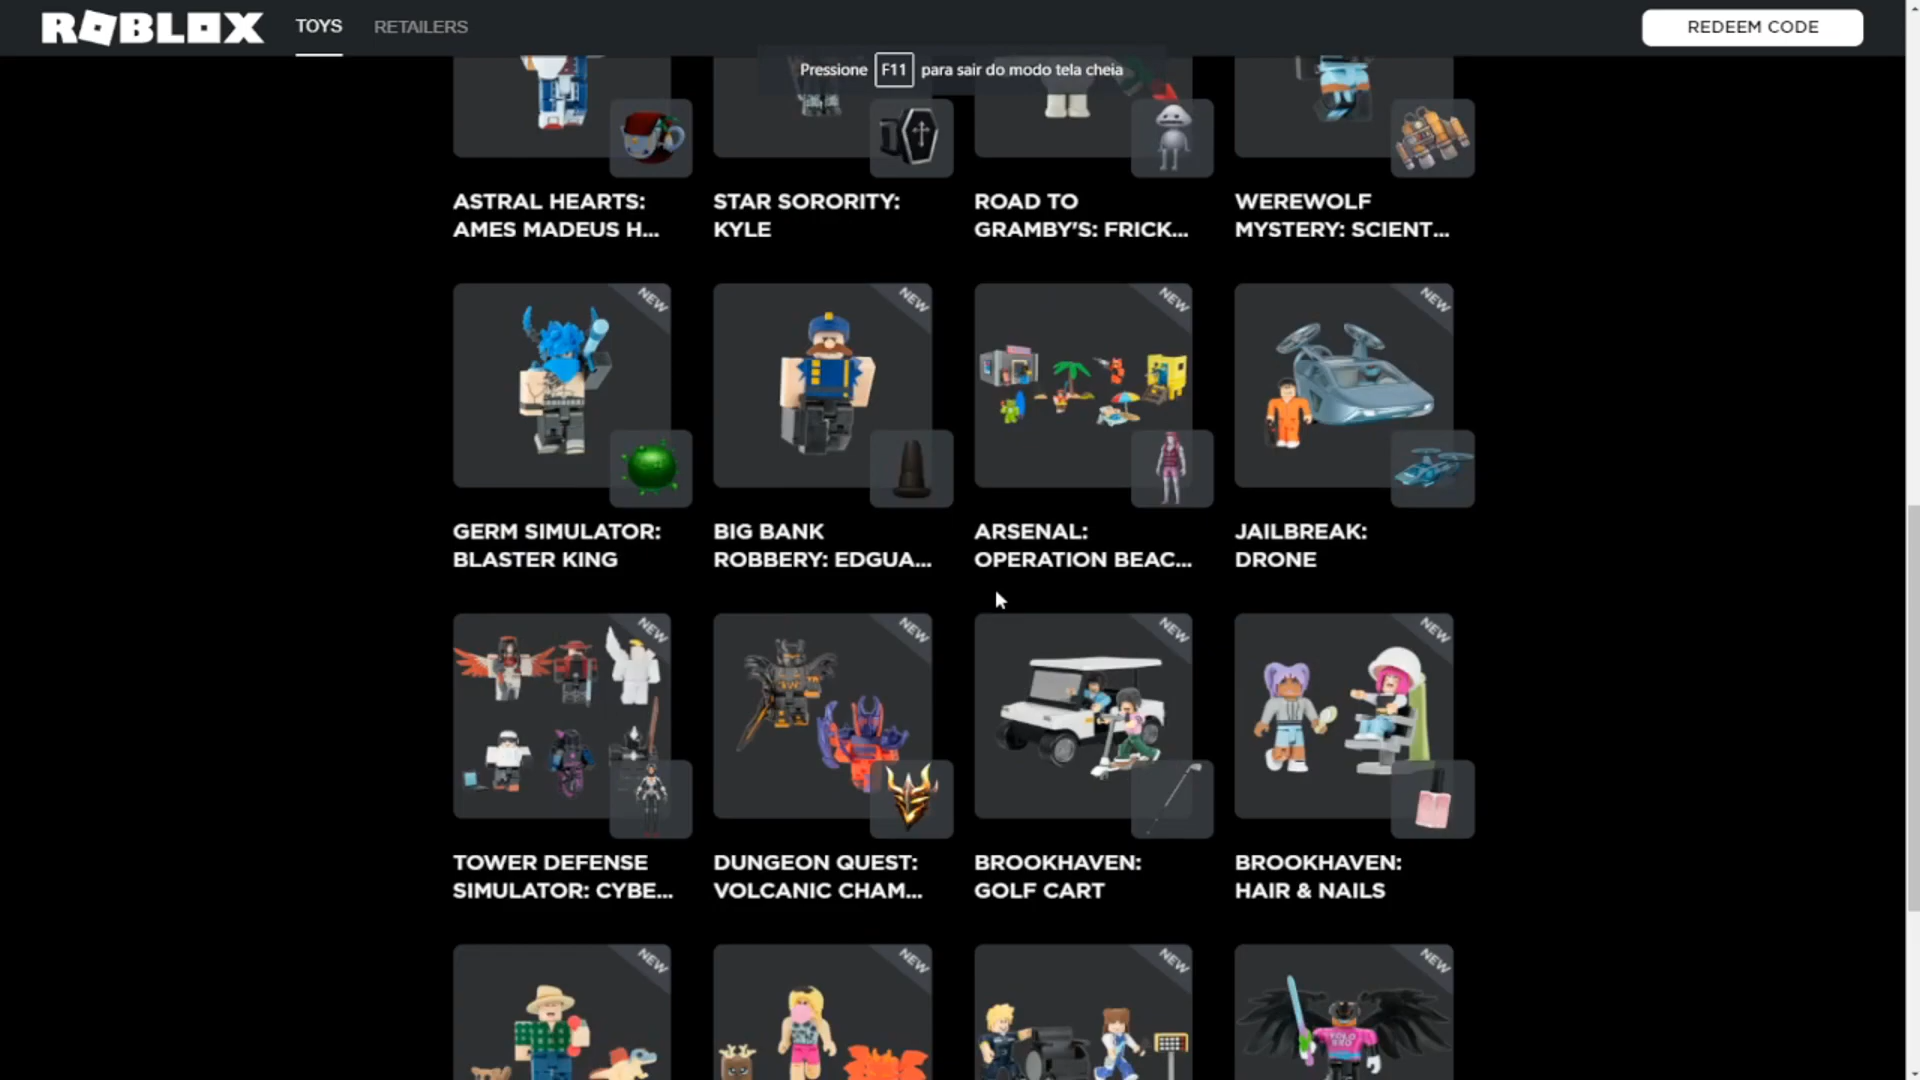 ROBLOX TOYS RETAILERS REDEEM CODE
Pressione F11 para sair do modo tela cheia
ASTRAL HEARTS:
AMES MADEUS H...
STAR SORORITY:
KYLE
ROAD TO
GRAMBY'S: FRICK...
WEREWOLF
MYSTERY: SCIENT...
NEW
NEW
NEW
NEW
GERM SIMULATOR:
BLASTER KING
BIG BANK
ROBBERY: EDGUA...
ARSENAL:
OPERATION BEAC...
JAILBREAK:
DRONE
NEW
NEW
NEW
NEW
TOWER DEFENSE
SIMULATOR: CYBE...
DUNGEON QUEST:
VOLCANIC CHAM...
BROOKHAVEN:
GOLF CART
BROOKHAVEN:
HAIR & NAILS
NEW
NEW
NEW
NEW